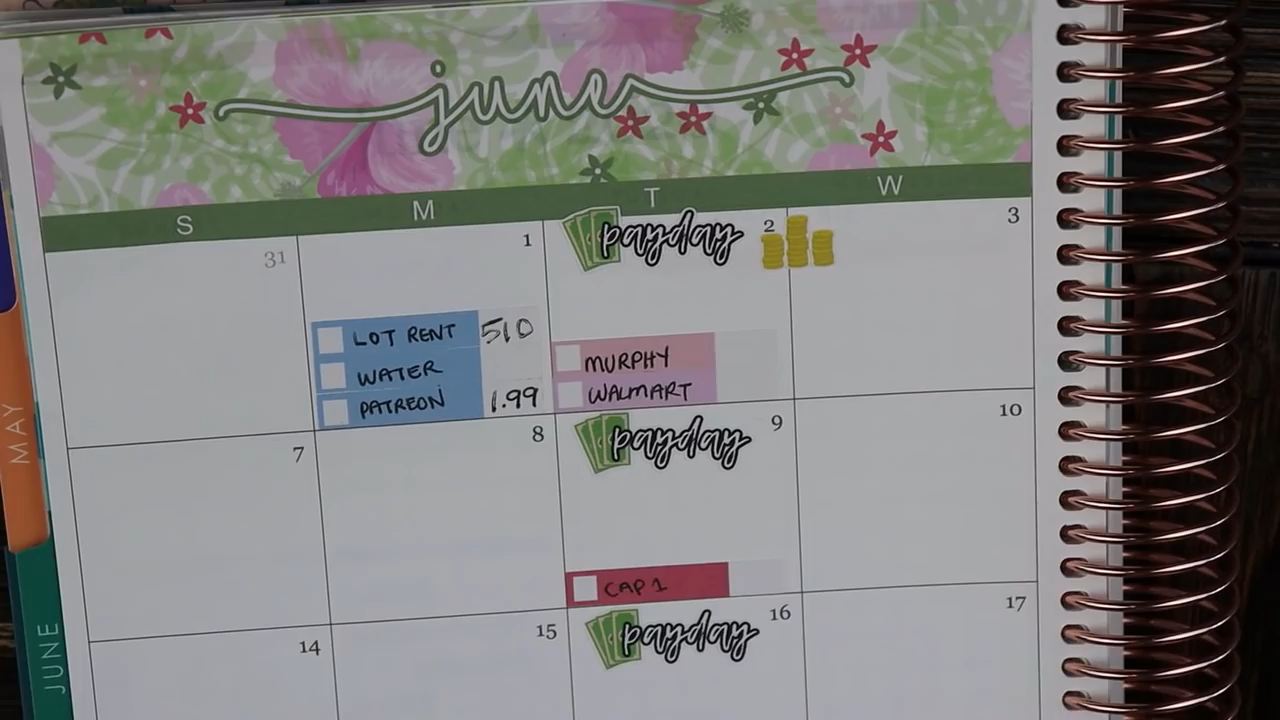 june
S M T W
31 1 payday 2 3
LOT RENT 510
WATER
PATREON 1.99
MURPHY
WALMART
7 8 payday 9 10
CAP 1
14 15 payday 16 17
MAY
JUNE